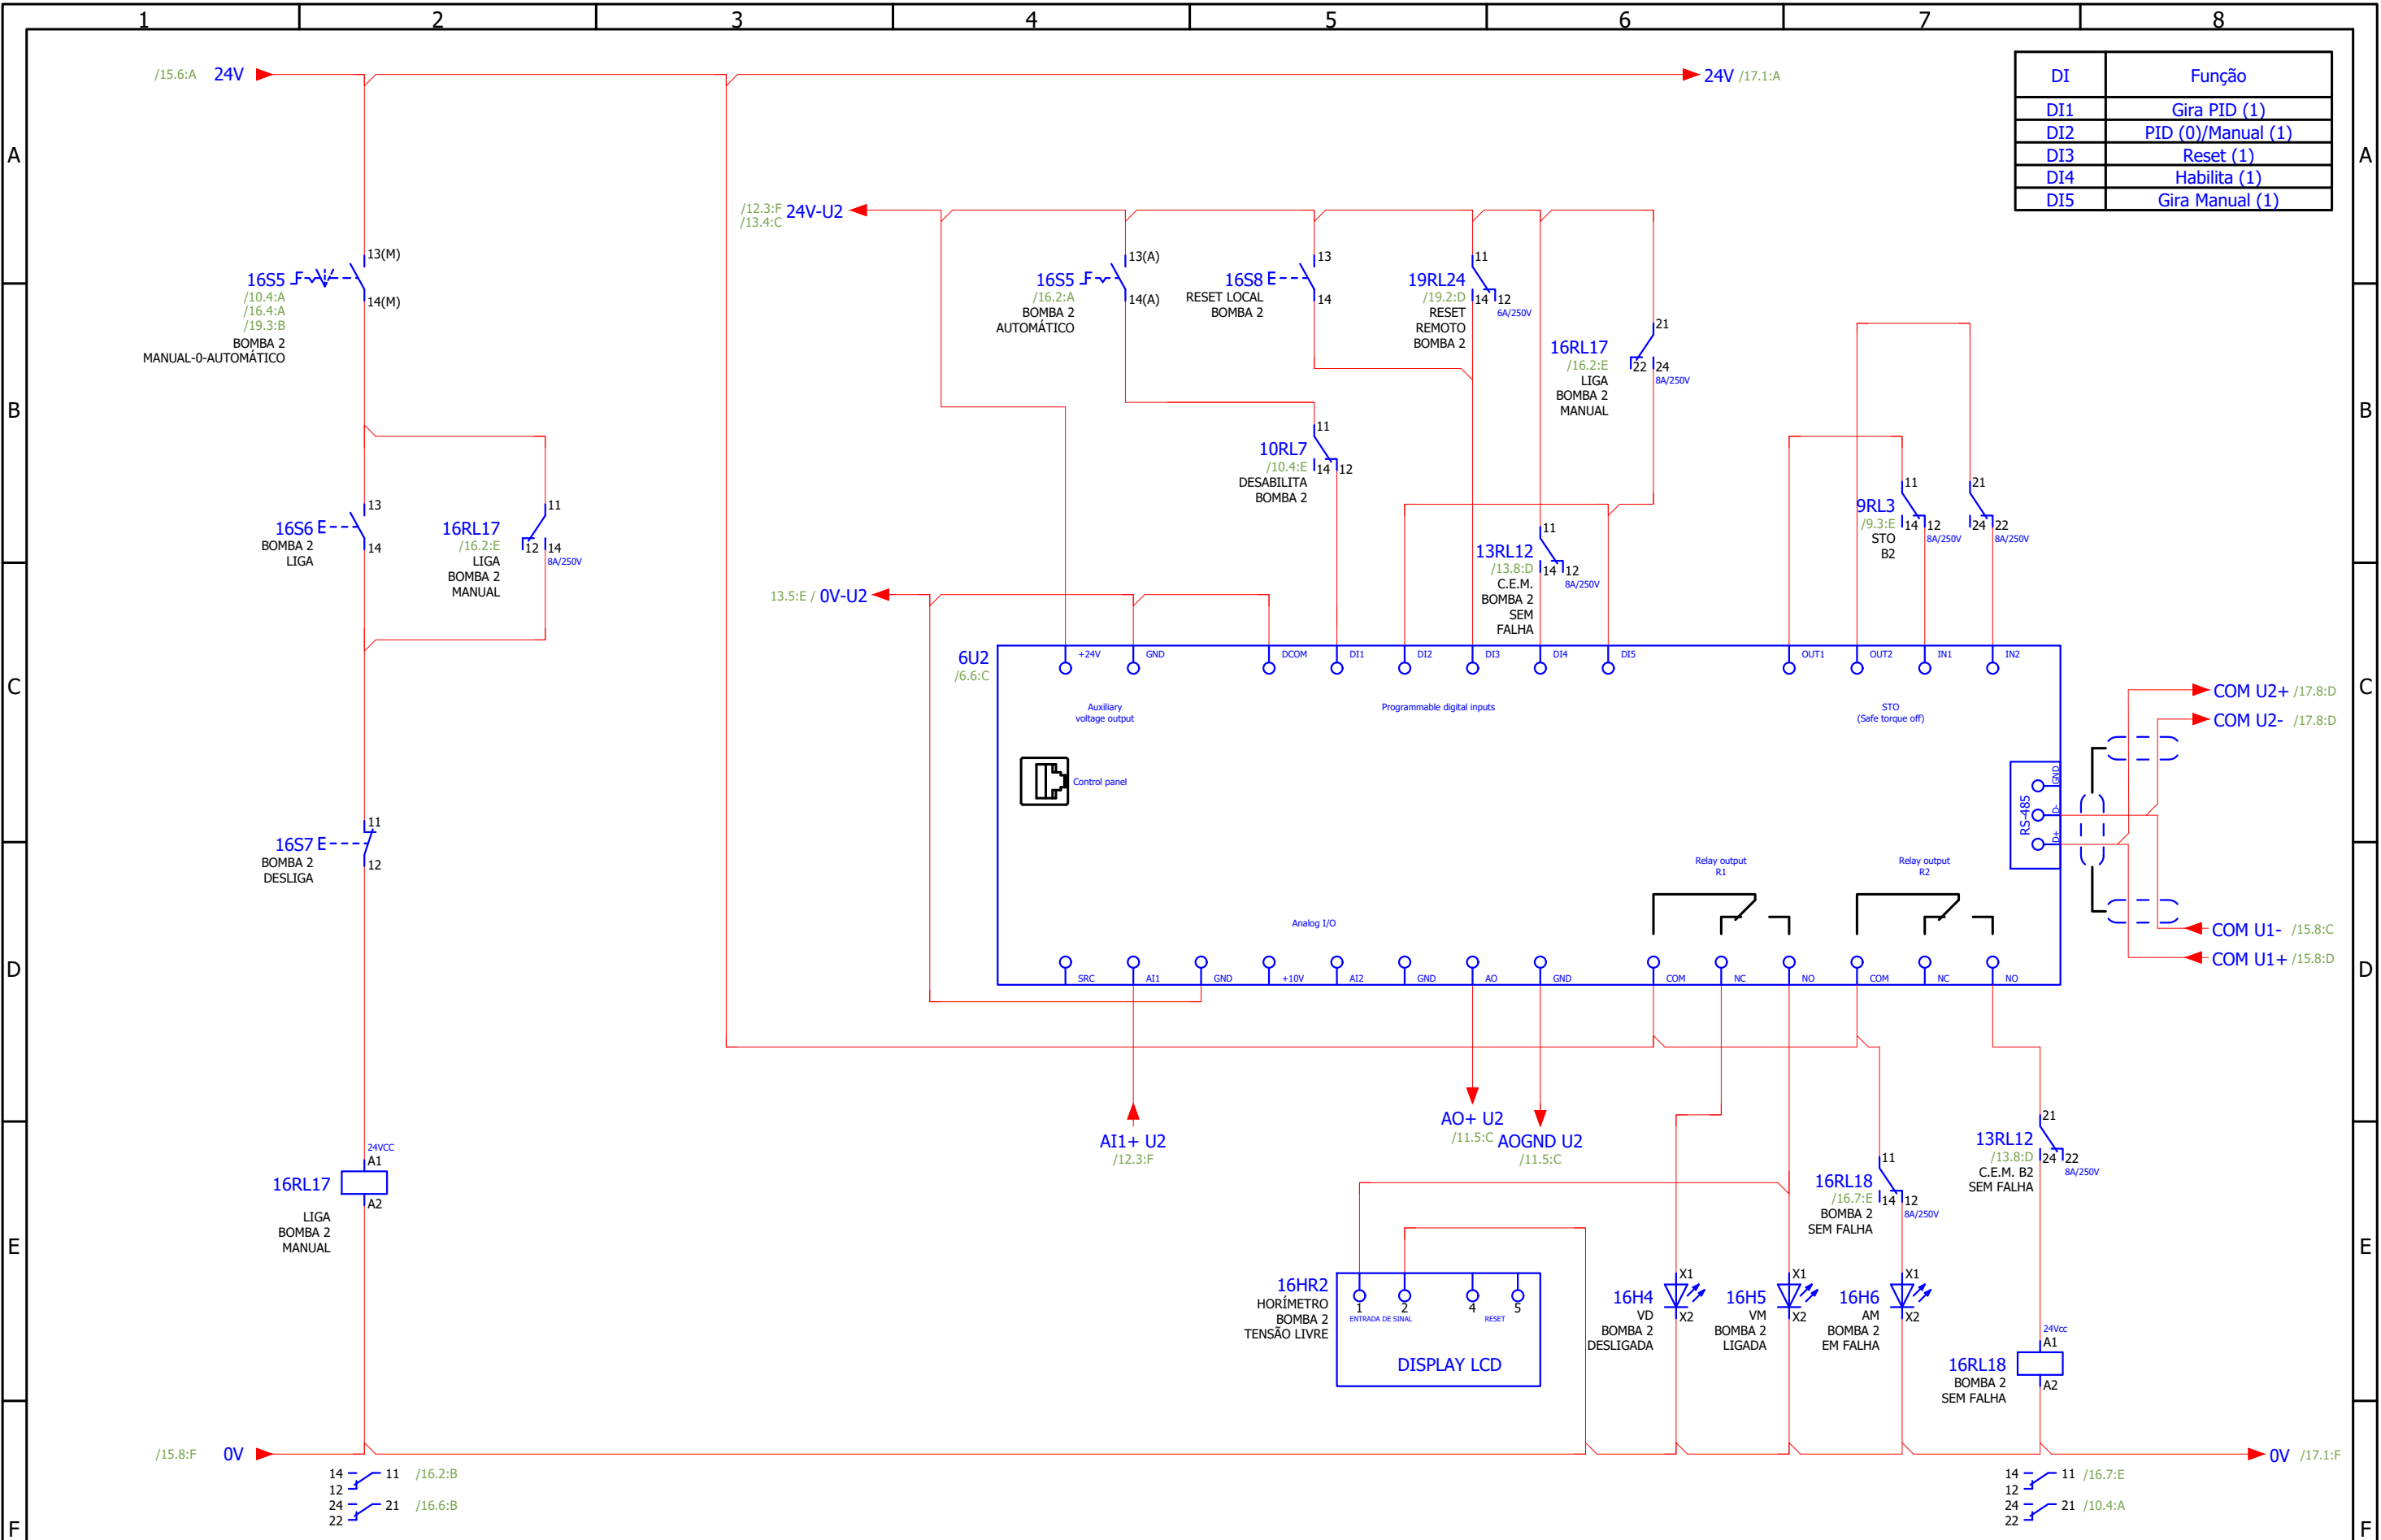 1 2 3 4 5 6 7 8
A
B
C
D
E
F
A
B
C
D
E
F
/15.6:A 24V
24V /17.1:A
DI Função
DI1 Gira PID (1)
DI2 PID (0)/Manual (1)
DI3 Reset (1)
DI4 Habilita (1)
DI5 Gira Manual (1)
/12.3:F
/13.4:C
24V-U2
13(M)
14(M)
16S5
/10.4:A
/16.4:A
/19.3:B
BOMBA 2
MANUAL-0-AUTOMÁTICO
13(A)
14(A)
16S5
/16.2:A
BOMBA 2
AUTOMÁTICO
13
14
16S8
RESET LOCAL
BOMBA 2
11
14 12
6A/250V
19RL24
/19.2:D
RESET
REMOTO
BOMBA 2
21
22 24
8A/250V
16RL17
/16.2:E
LIGA
BOMBA 2
MANUAL
11
14 12
10RL7
/10.4:E
DESABILITA
BOMBA 2
13
14
16S6
BOMBA 2
LIGA
11
12 14
8A/250V
16RL17
/16.2:E
LIGA
BOMBA 2
MANUAL
11
14 12
8A/250V
13RL12
/13.8:D
C.E.M.
BOMBA 2
SEM
FALHA
11
14 12
8A/250V
21
24 22
8A/250V
9RL3
/9.3:E
STO
B2
13.5:E / 0V-U2
6U2
/6.6:C
+24V GND DCOM DI1 DI2 DI3 DI4 DI5 OUT1 OUT2 IN1 IN2
Auxiliary
voltage output
Programmable digital inputs
STO
(Safe torque off)
Control panel
RS-485
GND
D-
D+
COM U2+ /17.8:D
COM U2- /17.8:D
COM U1- /15.8:C
COM U1+ /15.8:D
11
12
16S7
BOMBA 2
DESLIGA
Analog I/O
Relay output
R1
Relay output
R2
SRC AI1 GND +10V AI2 GND AO GND COM NC NO COM NC NO
AI1+ U2
/12.3:F
AO+ U2
/11.5:C
AOGND U2
/11.5:C
24VCC
A1
A2
16RL17
LIGA
BOMBA 2
MANUAL
11
14 12
8A/250V
16RL18
/16.7:E
BOMBA 2
SEM FALHA
21
24 22
8A/250V
13RL12
/13.8:D
C.E.M. B2
SEM FALHA
16HR2
HORÍMETRO
BOMBA 2
TENSÃO LIVRE
1 2 4 5
ENTRADA DE SINAL RESET
DISPLAY LCD
X1
X2
16H4
VD
BOMBA 2
DESLIGADA
X1
X2
16H5
VM
BOMBA 2
LIGADA
X1
X2
16H6
AM
BOMBA 2
EM FALHA
24Vcc
A1
A2
16RL18
BOMBA 2
SEM FALHA
/15.8:F 0V
0V /17.1:F
14 11 /16.2:B
12
24 21 /16.6:B
22
14 11 /16.7:E
12
24 21 /10.4:A
22